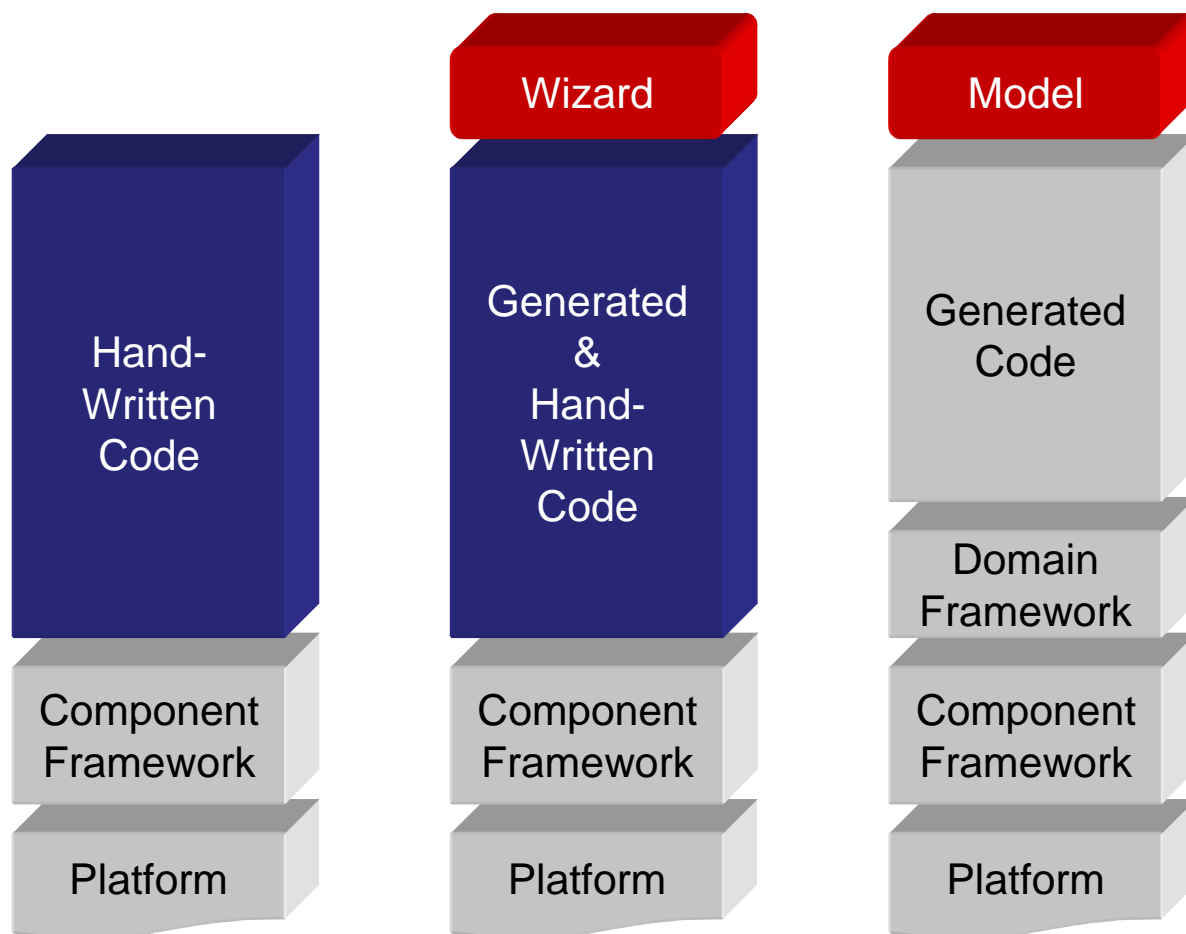 Hand-
Written
Code
Component
Framework
Platform
Wizard
Generated
&
Hand-
Written
Code
Component
Framework
Platform
Model
Generated
Code
Domain
Framework
Component
Framework
Platform